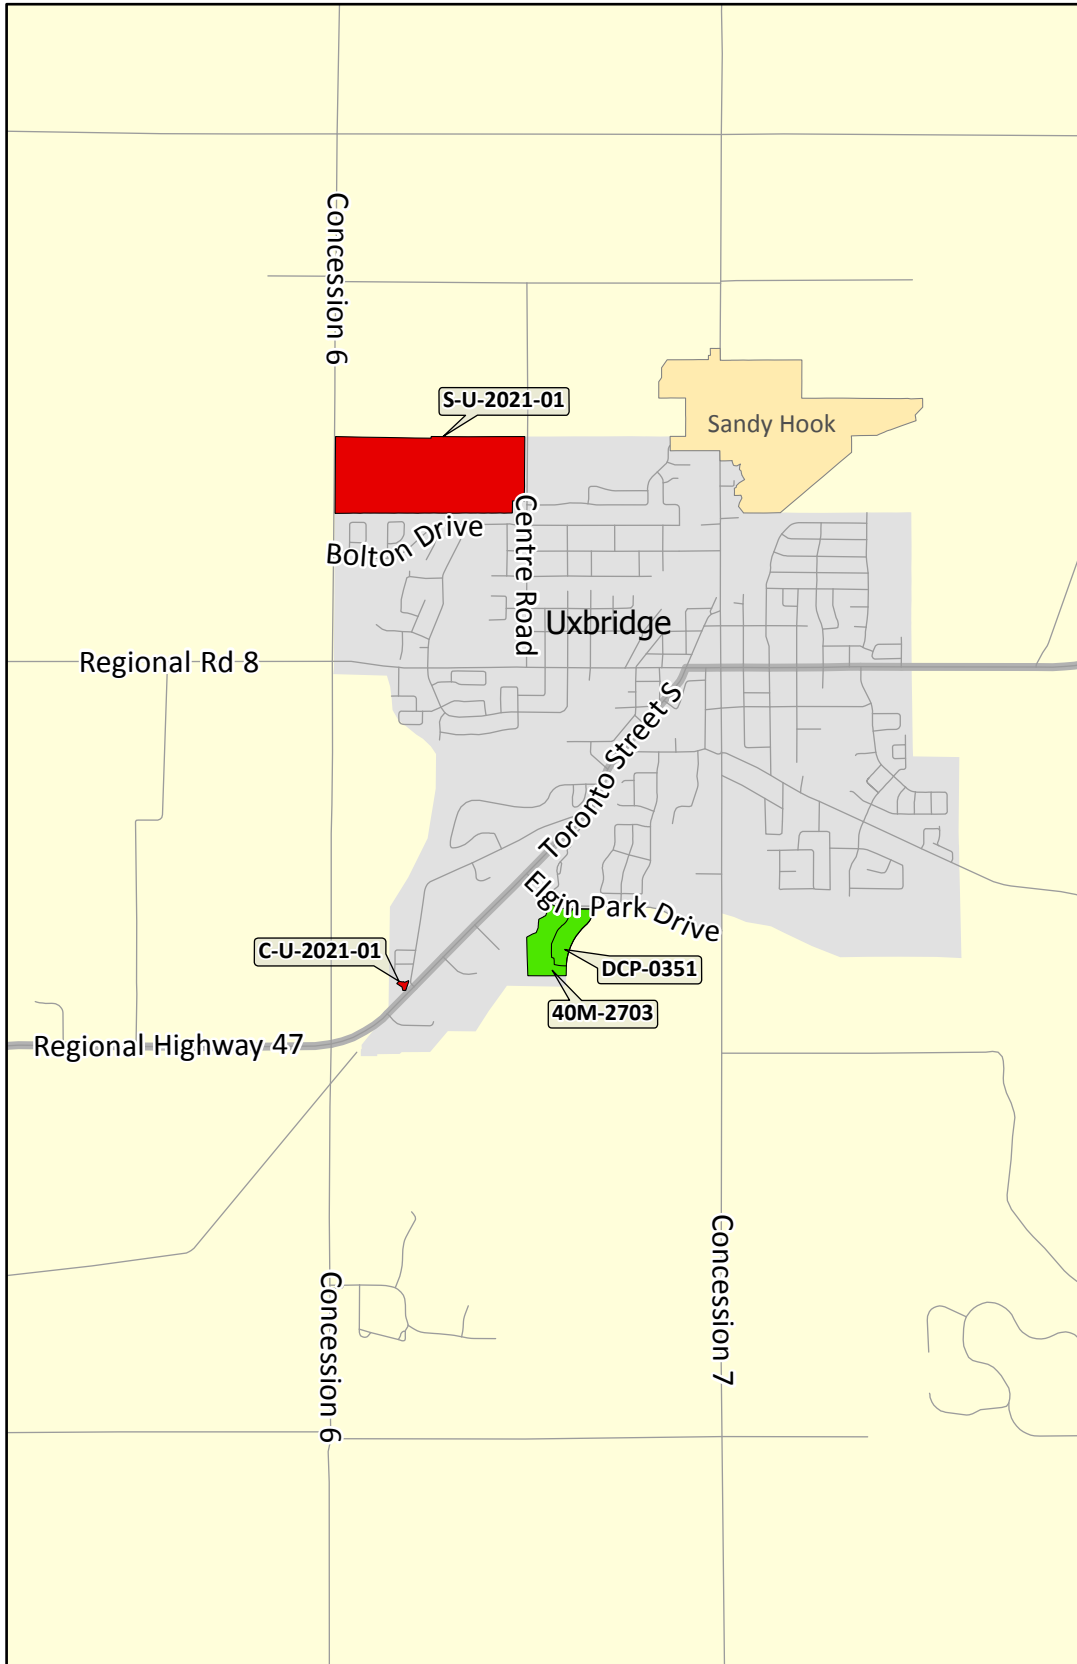 Concession 6
S-U-2021-01
Sandy Hook
Bolton Drive
Centre Road
Uxbridge
Regional Rd 8
Toronto Street S
Elgin Park Drive
C-U-2021-01
DCP-0351
40M-2703
Regional Highway 47
Concession 7
Concession 6